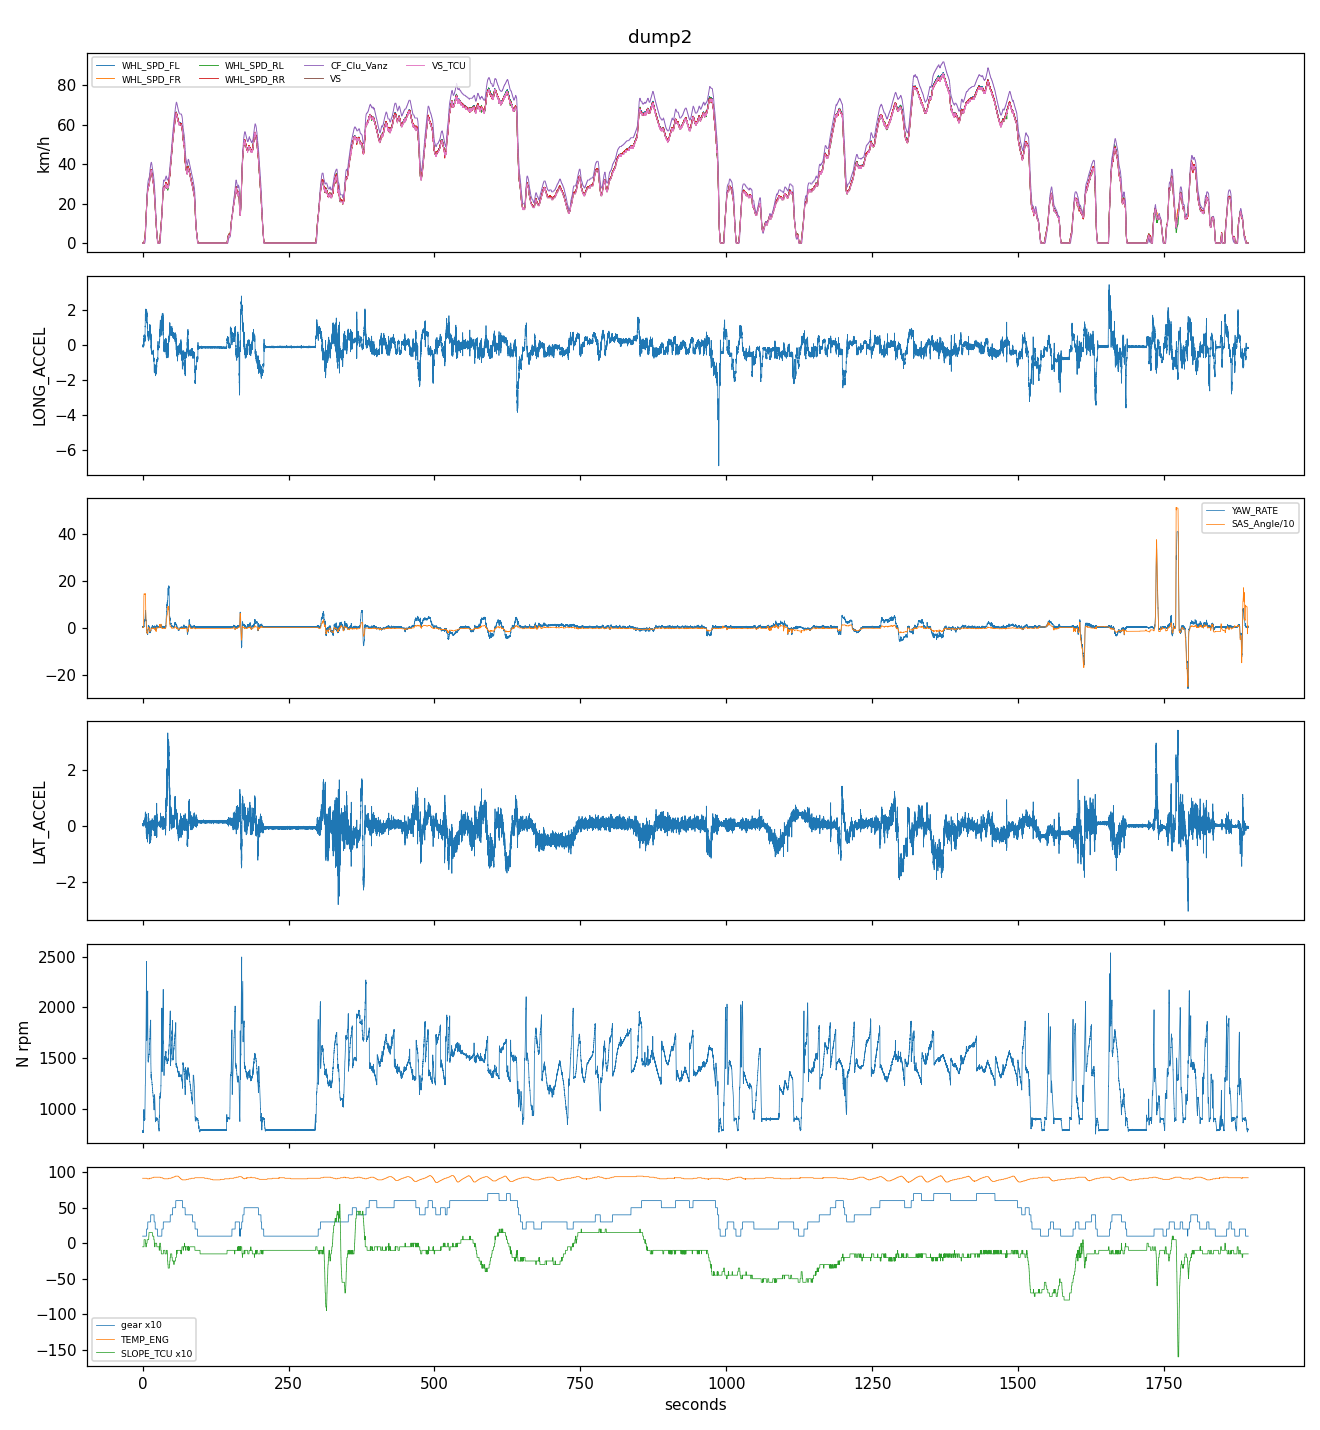 dump2
WHL_SPD_FL WHL_SPD_RL CF_Clu_Vanz VS_TCU
WHL_SPD_FR WHL_SPD_RR VS
km/h
80
60
40
20
0
LONG_ACCEL
2
0
−2
−4
−6
YAW_RATE
SAS_Angle/10
40
20
0
−20
LAT_ACCEL
2
0
−2
N rpm
2500
2000
1500
1000
100
50
0
−50
−100
−150
gear x10
TEMP_ENG
SLOPE_TCU x10
0 250 500 750 1000 1250 1500 1750
seconds